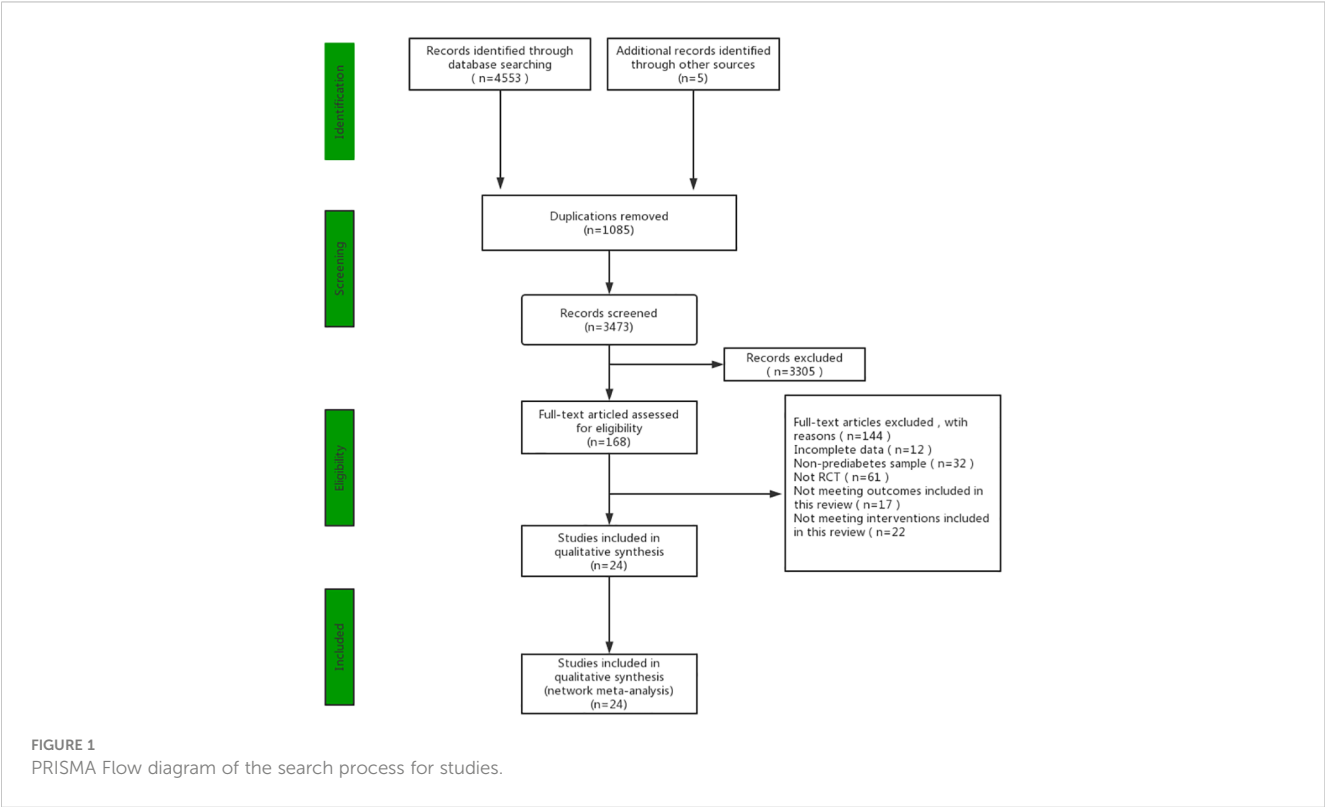 Identification
Records identified through
database searching
( n=4553 )
Additional records identified
through other sources
(n=5)
Screening
Duplications removed
(n=1085)
Records screened
(n=3473)
Records excluded
( n=3305 )
Eligibility
Full-text articled assessed
for eligibility
(n=168)
Full-text articles excluded , wtih
reasons ( n=144 )
Incomplete data ( n=12 )
Non-prediabetes sample ( n=32 )
Not RCT ( n=61 )
Not meeting outcomes included in
this review ( n=17 )
Not meeting interventions included
in this review ( n=22
Studies included in
qualitative synthesis
(n=24)
Included
Studies included in
qualitative synthesis
(network meta-analysis)
(n=24)
FIGURE 1
PRISMA Flow diagram of the search process for studies.